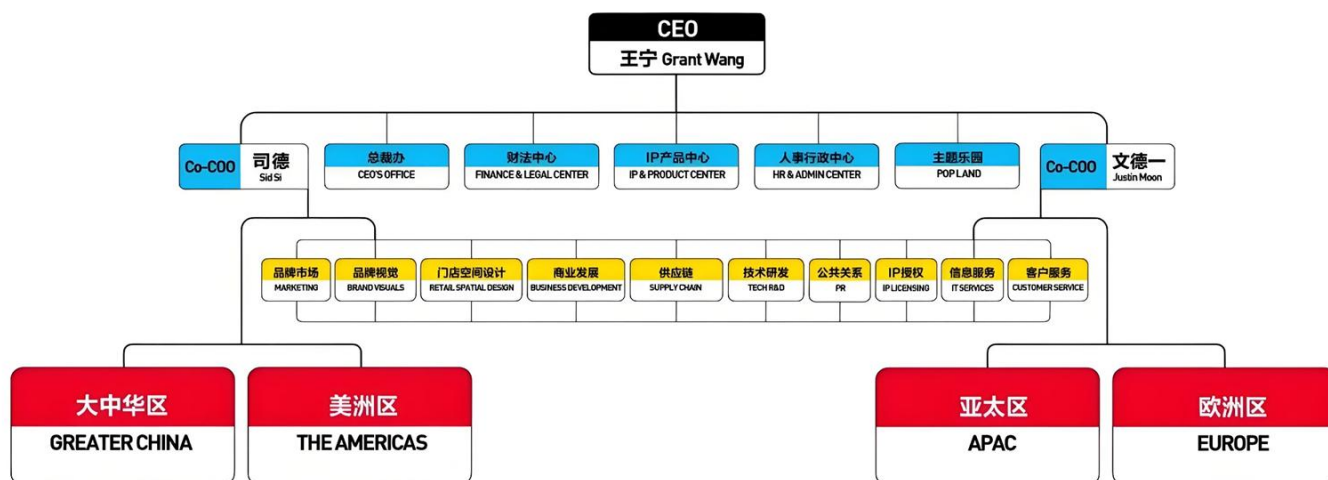 CEO
王宁 Grant Wang
Co-COO
司德
Sid Si
总裁办
CEO'S OFFICE
财法中心
FINANCE & LEGAL CENTER
IP产品中心
IP & PRODUCT CENTER
人事行政中心
HR & ADMIN CENTER
主题乐园
POP LAND
Co-COO
文德一
Justin Moon
品牌市场
MARKETING
品牌视觉
BRAND VISUALS
门店空间设计
RETAIL SPATIAL DESIGN
商业发展
BUSINESS DEVELOPMENT
供应链
SUPPLY CHAIN
技术研发
TECH R&D
公共关系
PR
IP授权
IP LICENSING
信息服务
IT SERVICES
客户服务
CUSTOMER SERVICE
大中华区
GREATER CHINA
美洲区
THE AMERICAS
亚太区
APAC
欧洲区
EUROPE